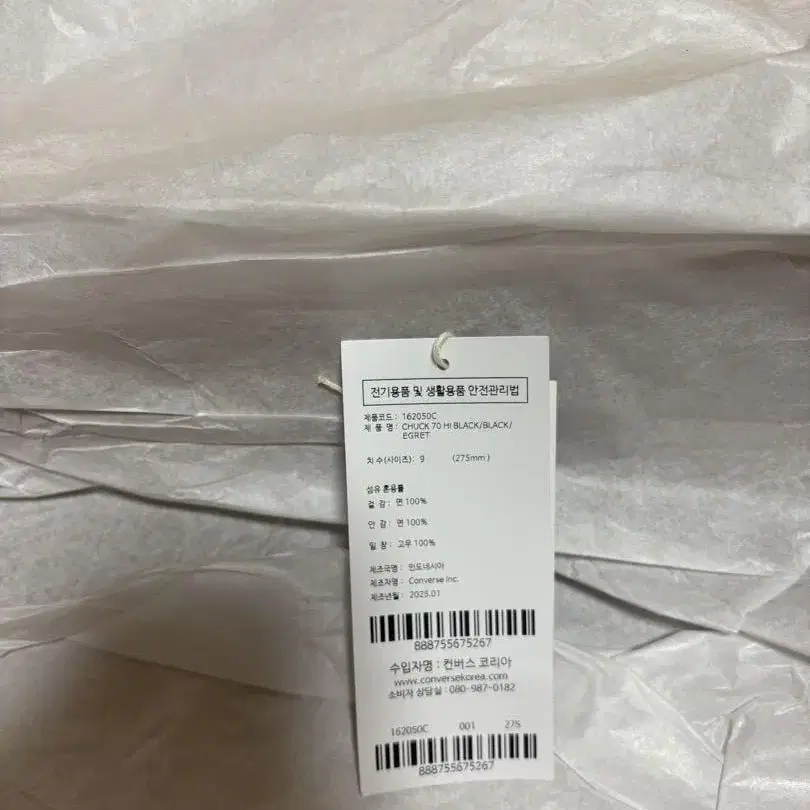 전기용품 및 생활용품 안전관리법
제품코드 : 162050C
제 품 명 : CHUCK 70 HI BLACK/BLACK/
EGRET
치 수(사이즈) : 9 (275mm )
섬유 혼용률
겉 감 : 면 100%
안 감 : 면 100%
밑 창 : 고무 100%
제조국명 : 인도네시아
제조자명 : Converse Inc.
제조년월 : 2025.01
888755675267
수입자명 : 컨버스 코리아
www.conversekorea.com
소비자 상담실 : 080-987-0182
162050C 001 275
888755675267